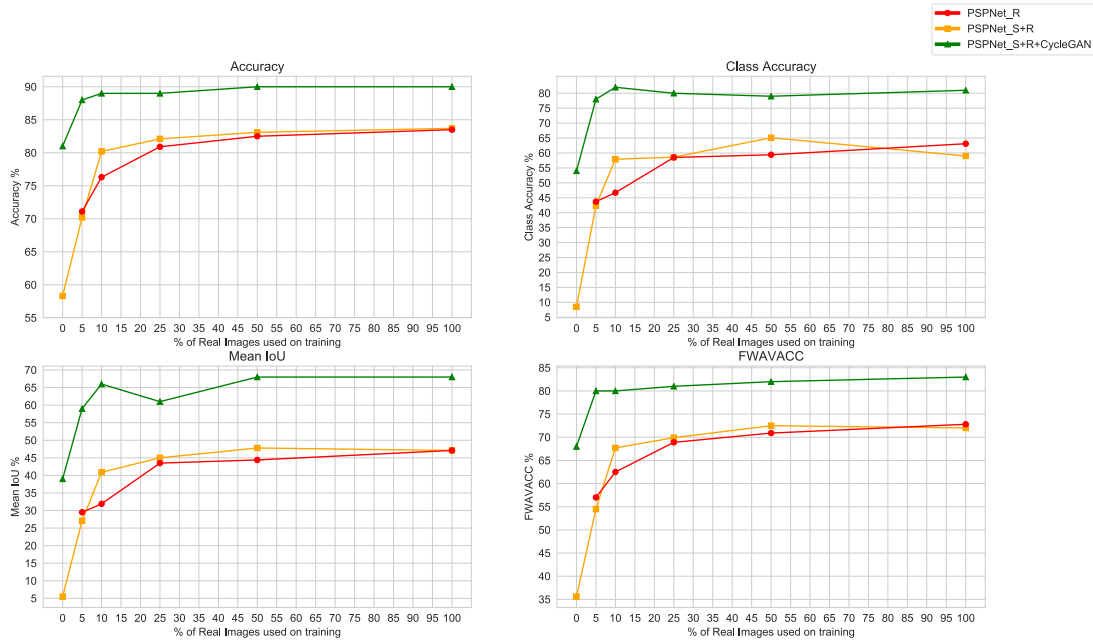 PSPNet_R
PSPNet_S+R
PSPNet_S+R+CycleGAN
Accuracy
Accuracy %
90
85
80
75
70
65
60
55
0 5 10 15 20 25 30 35 40 45 50 55 60 65 70 75 80 85 90 95 100
% of Real Images used on training
Class Accuracy
Class Accuracy %
80
75
70
65
60
55
50
45
40
35
30
25
20
15
10
5
0 5 10 15 20 25 30 35 40 45 50 55 60 65 70 75 80 85 90 95 100
% of Real Images used on training
Mean IoU
Mean IoU %
70
65
60
55
50
45
40
35
30
25
20
15
10
5
0 5 10 15 20 25 30 35 40 45 50 55 60 65 70 75 80 85 90 95 100
% of Real Images used on training
FWAVACC
FWAVACC %
85
80
75
70
65
60
55
50
45
40
35
0 5 10 15 20 25 30 35 40 45 50 55 60 65 70 75 80 85 90 95 100
% of Real Images used on training